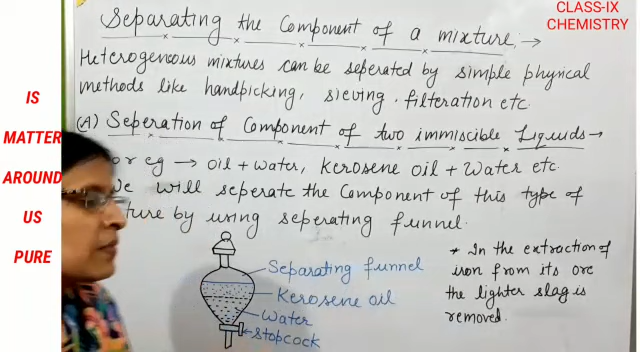 Separating the Component of a mixture:→
CLASS-IX
CHEMISTRY
Heterogeneous mixtures can be seperated by simple physical
methods like handpicking, sieving, filteration etc.
(A) Seperation of Component of two immiscible Liquids→
or eg → oil + water, Kerosene oil + Water etc.
We will seperate the Component of this type of
ture by using seperating funnel.
IS
MATTER
AROUND
US
PURE
Separating funnel
Kerosene oil
Water
Stopcock
* In the extraction of
iron from its ore
the lighter slag is
removed.